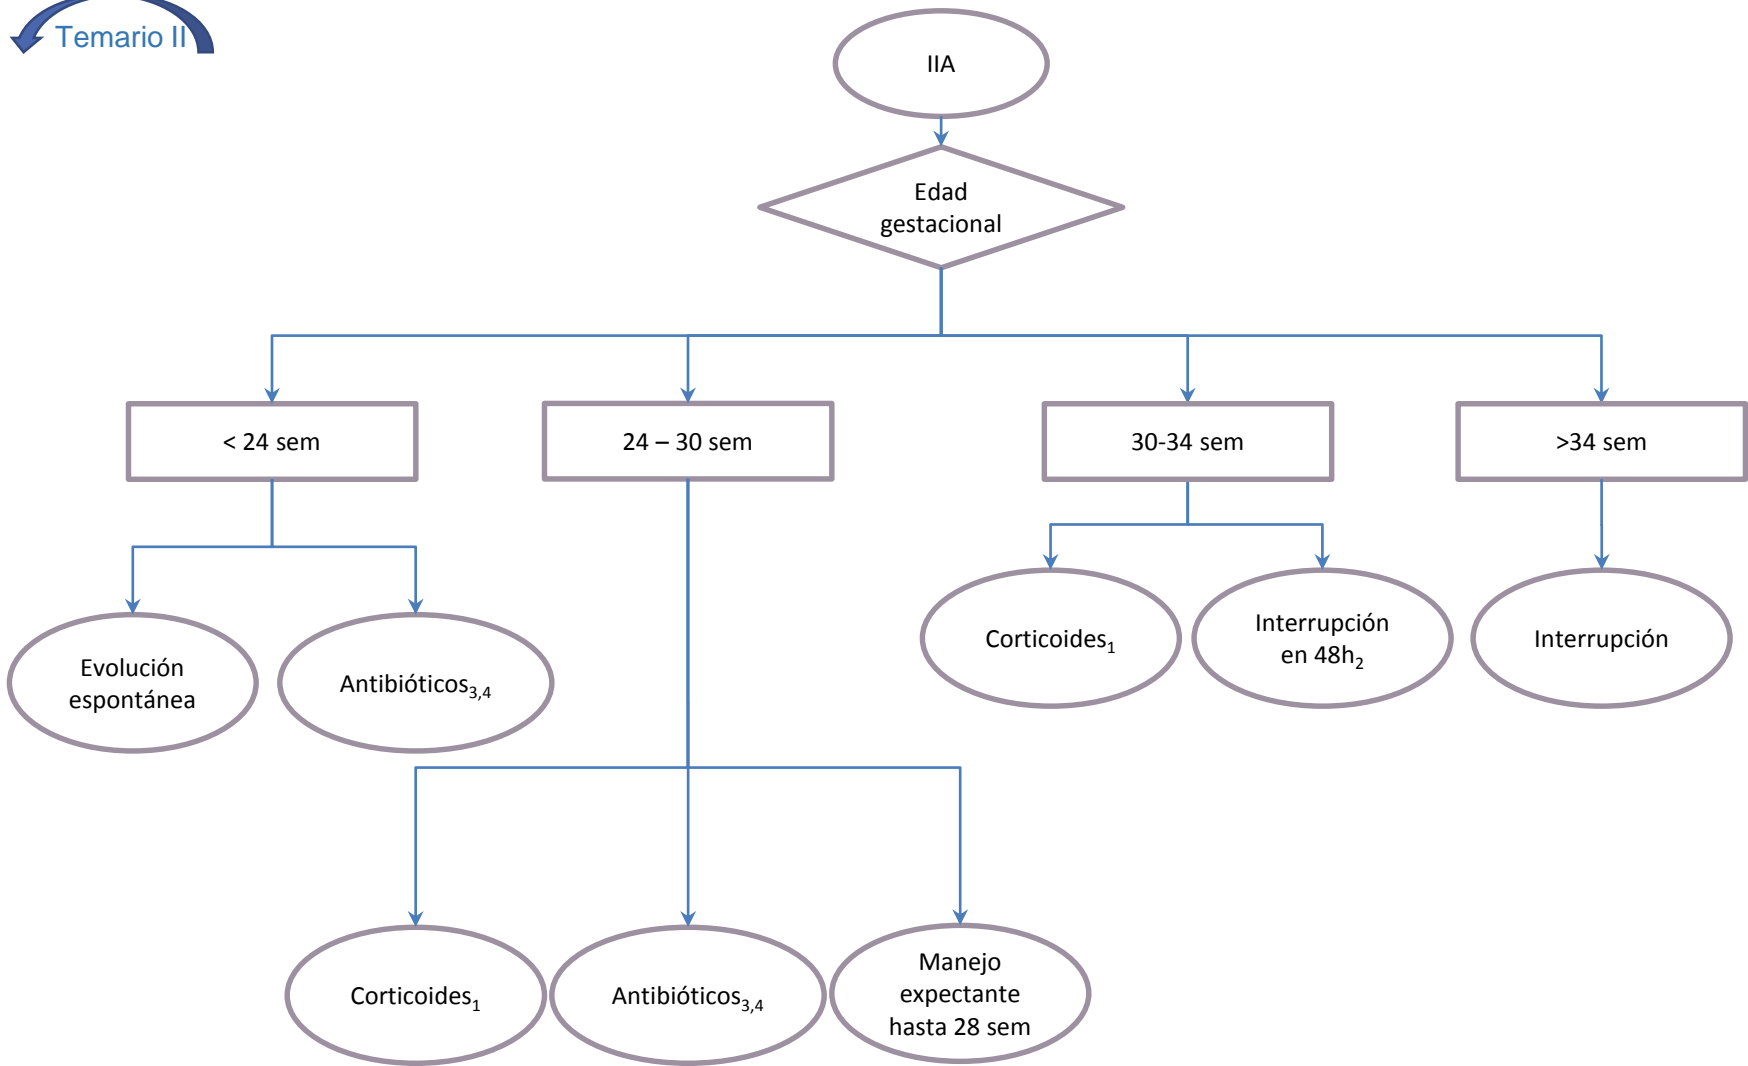 Temario II
IIA
Edad
gestacional
< 24 sem
24 – 30 sem
30-34 sem
>34 sem
Evolución
espontánea
Antibióticos3,4
Corticoides1
Interrupción
en 48h2
Interrupción
Corticoides1
Antibióticos3,4
Manejo
expectante
hasta 28 sem